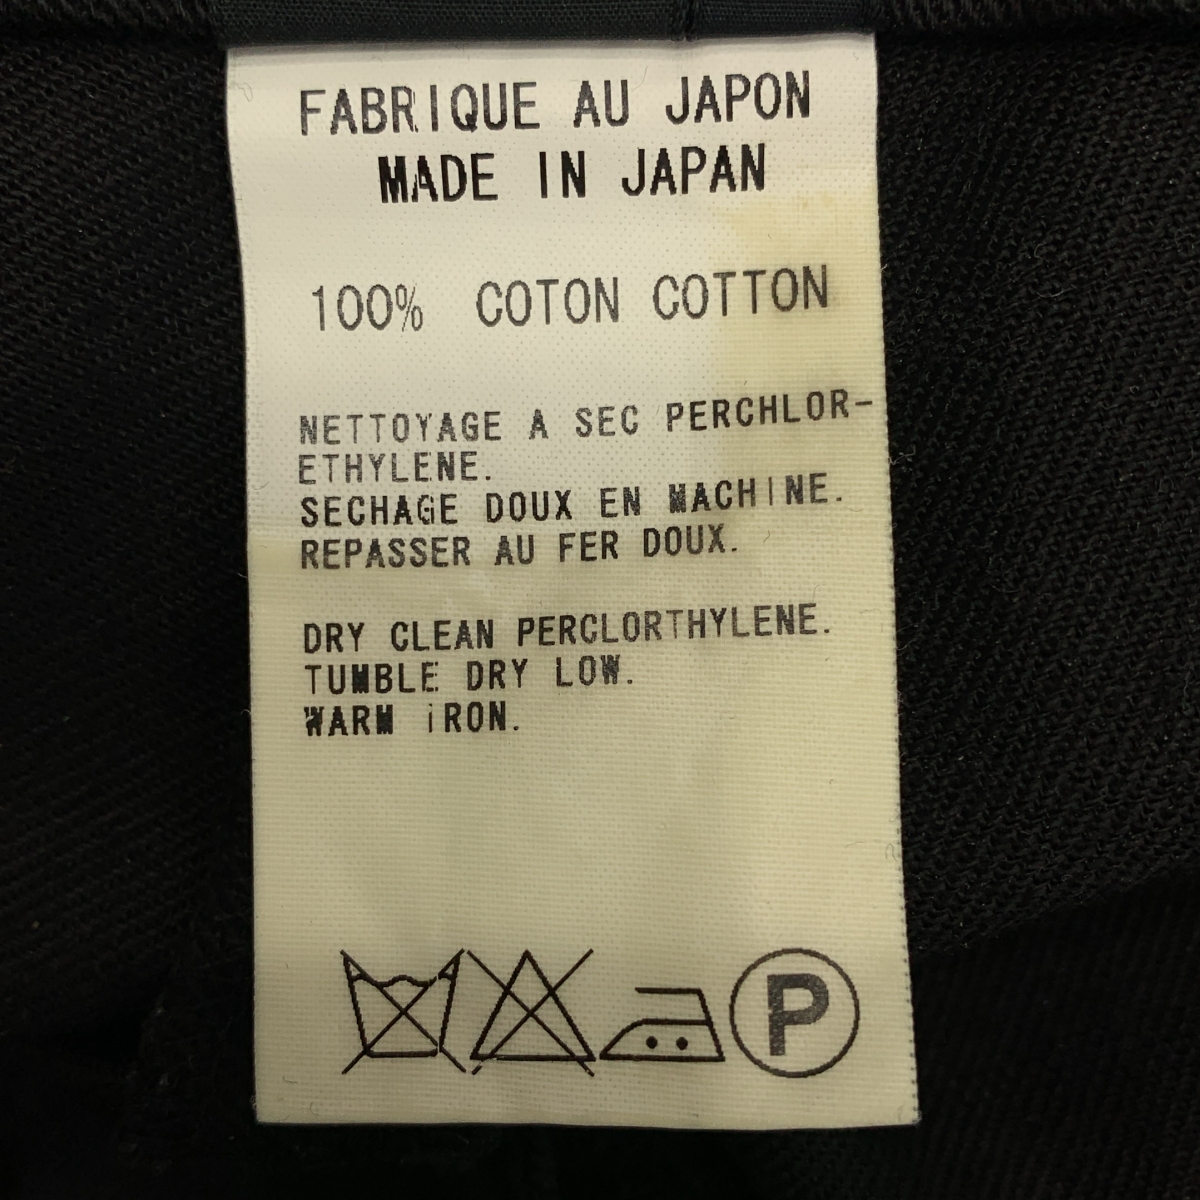 FABRIQUE AU JAPON
MADE IN JAPAN
100% COTON COTTON
NETTOYAGE A SEC PERCHLOR-
ETHYLENE.
SECHAGE DOUX EN MACHINE.
REPASSER AU FER DOUX.
DRY CLEAN PERCLORTHYLENE.
TUMBLE DRY LOW.
WARM iRON.
P